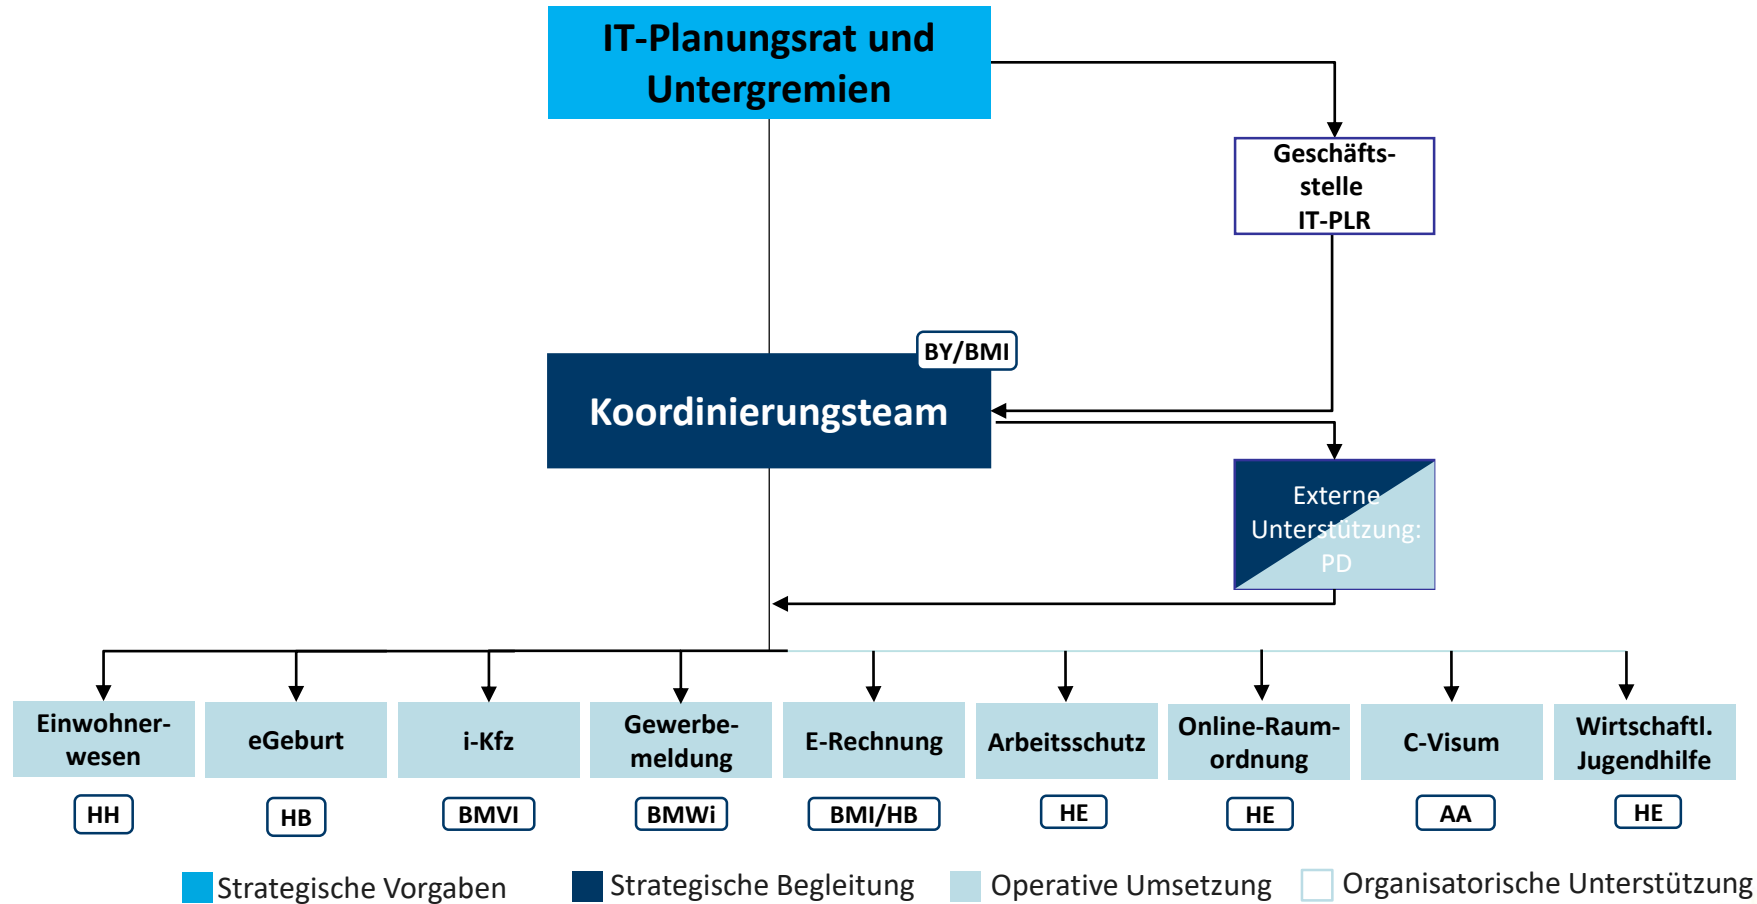 IT-Planungsrat und
Untergremien
Geschäfts-
stelle
IT-PLR
BY/BMI
Koordinierungsteam
Externe
Unterstützung:
PD
Einwohner-
wesen
eGeburt
i-Kfz
Gewerbe-
meldung
E-Rechnung
Arbeitsschutz
Online-Raum-
ordnung
C-Visum
Wirtschaftl.
Jugendhilfe
HH
HB
BMVI
BMWi
BMI/HB
HE
HE
AA
HE
Strategische Vorgaben
Strategische Begleitung
Operative Umsetzung
Organisatorische Unterstützung